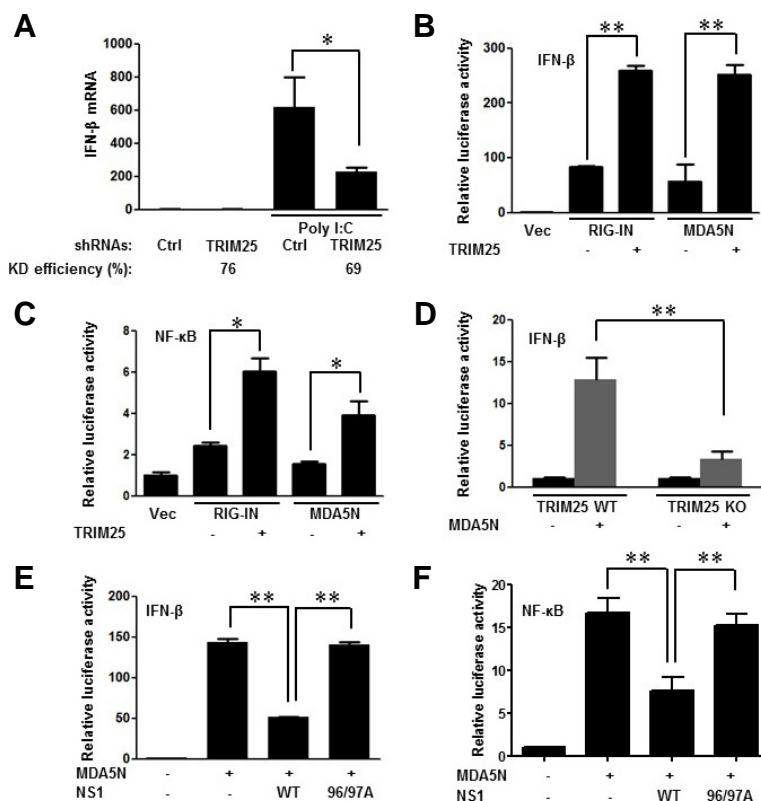 A
IFN-β mRNA
1000
800
600
400
200
0
*
Poly I:C
shRNAs: Ctrl TRIM25 Ctrl TRIM25
KD efficiency (%): 76 69
B
Relative luciferase activity
300
200
100
0
IFN-β
** **
Vec RIG-IN MDA5N
TRIM25 - + - +
C
Relative luciferase activity
8
6
4
2
0
NF-κB
* *
Vec RIG-IN MDA5N
TRIM25 - + - +
D
Relative luciferase activity
20
15
10
5
0
IFN-β
**
TRIM25 WT TRIM25 KO
MDA5N - + - +
E
Relative luciferase activity
200
150
100
50
0
IFN-β
** **
MDA5N - + + +
NS1 - - WT 96/97A
F
Relative luciferase activity
20
15
10
5
0
NF-κB
** **
MDA5N - + + +
NS1 - - WT 96/97A